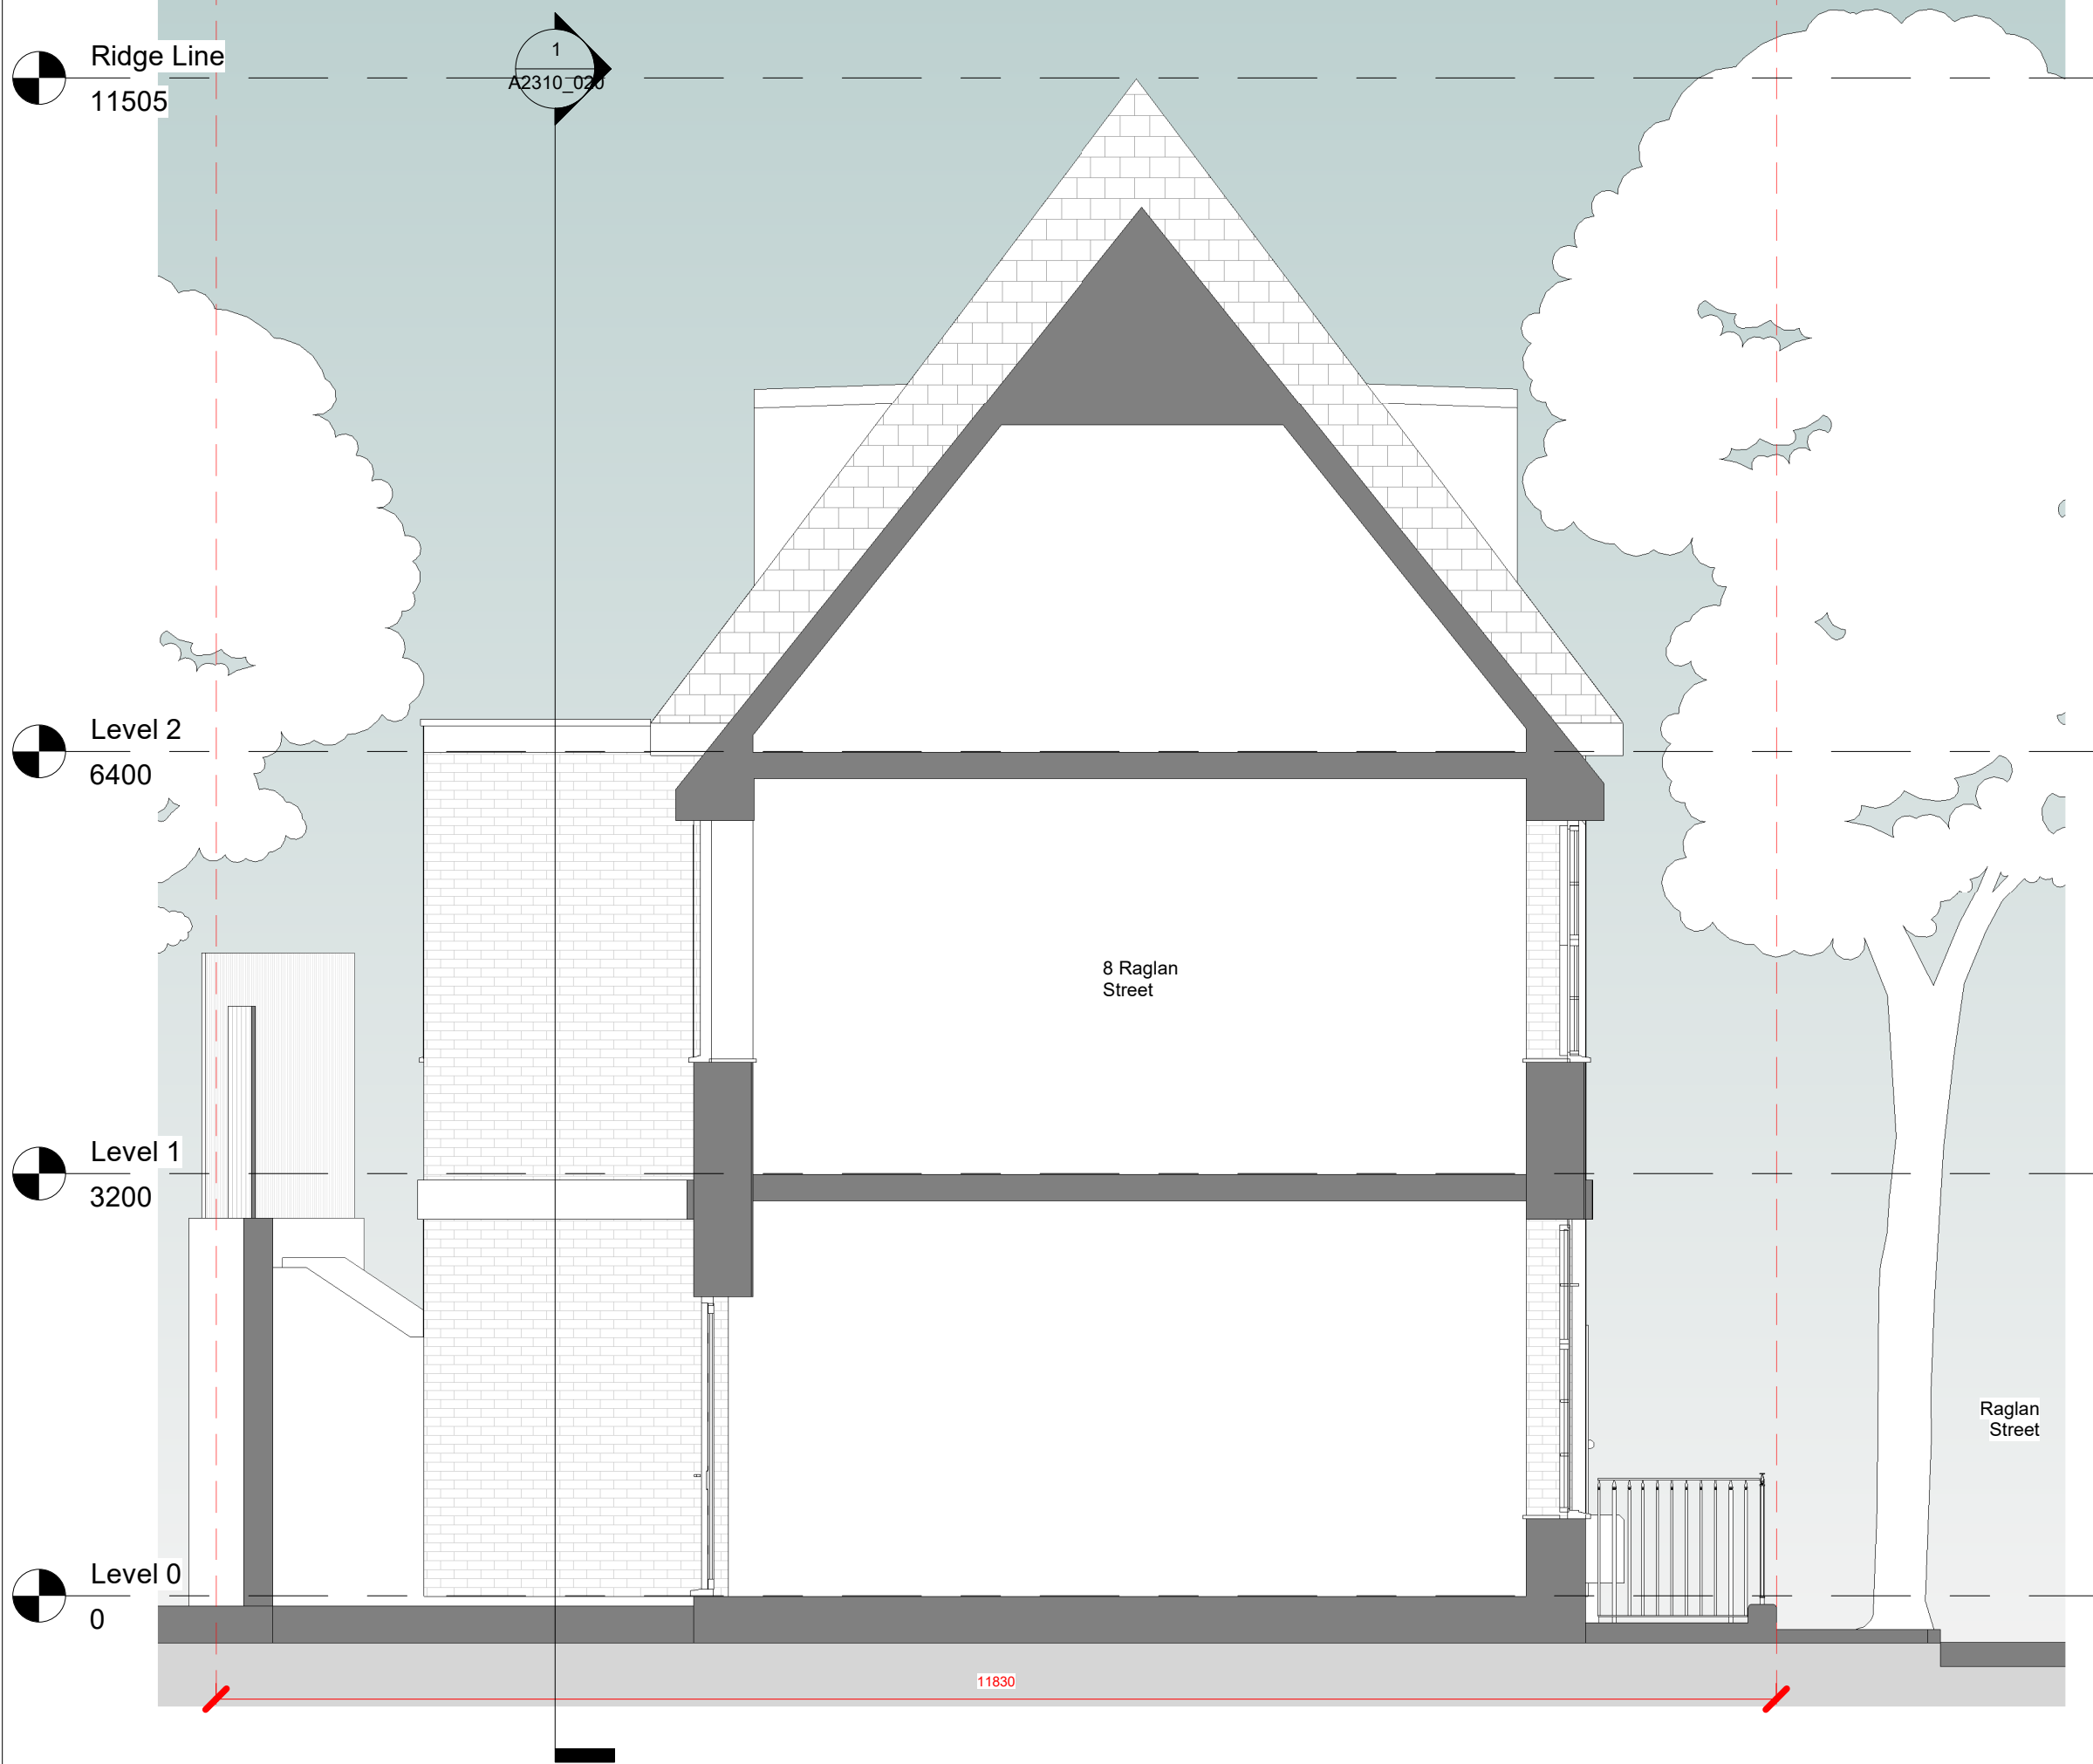 Ridge Line
11505
1
A2310_020
Level 2
6400
8 Raglan
Street
Level 1
3200
Raglan
Street
Level 0
0
11830